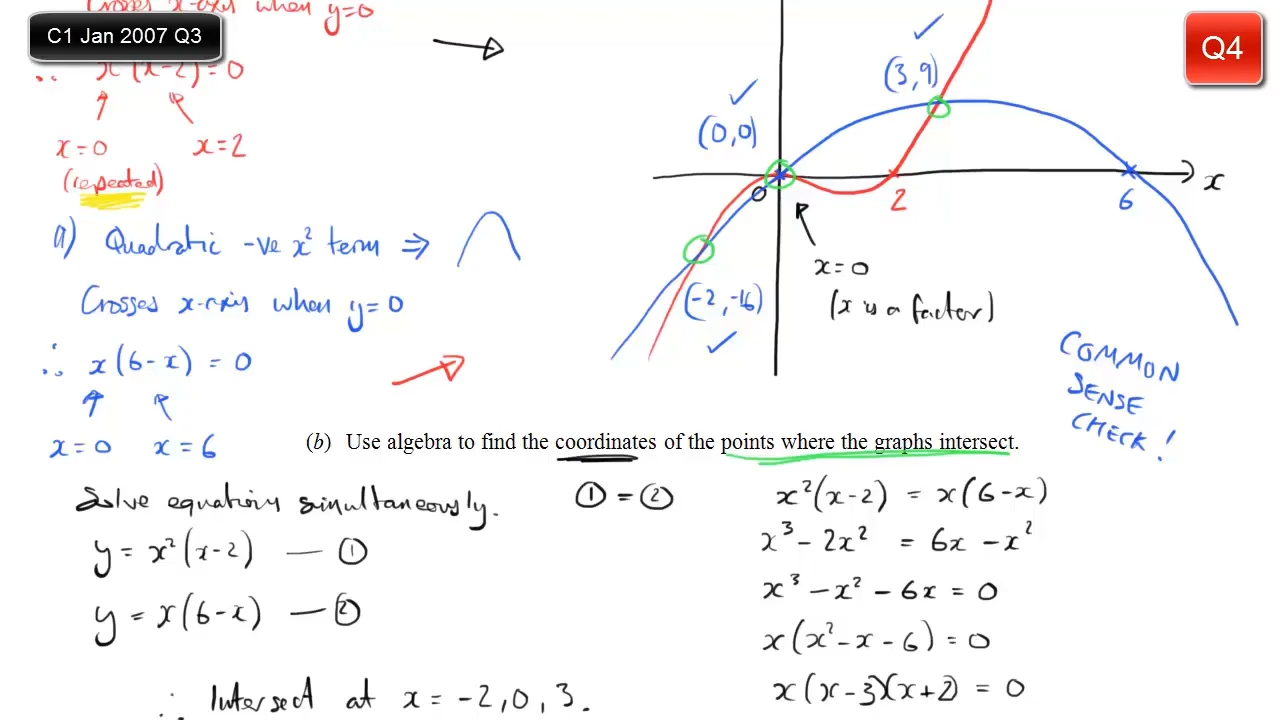 Crosses x-axis when y=0
C1 Jan 2007 Q3
Q4
∴ x(x-2)=0
x=0 x=2
(repeated)
a) Quadratic -ve x² term ⇒
Crosses x-axis when y=0
∴ x(6-x) = 0
x=0 x=6
(0,0)
(3,9)
(-2,-16)
0
2
6
x
x=0
(x is a factor)
COMMON
SENSE
CHECK!
(b) Use algebra to find the coordinates of the points where the graphs intersect.
Solve equations simultaneously.
y = x²(x-2) — ①
y = x(6-x) — ②
① = ②
x²(x-2) = x(6-x)
x³ - 2x² = 6x - x²
x³ - x² - 6x = 0
x(x² - x - 6) = 0
x(x-3)(x+2) = 0
∴ Intersect at x = -2, 0, 3.